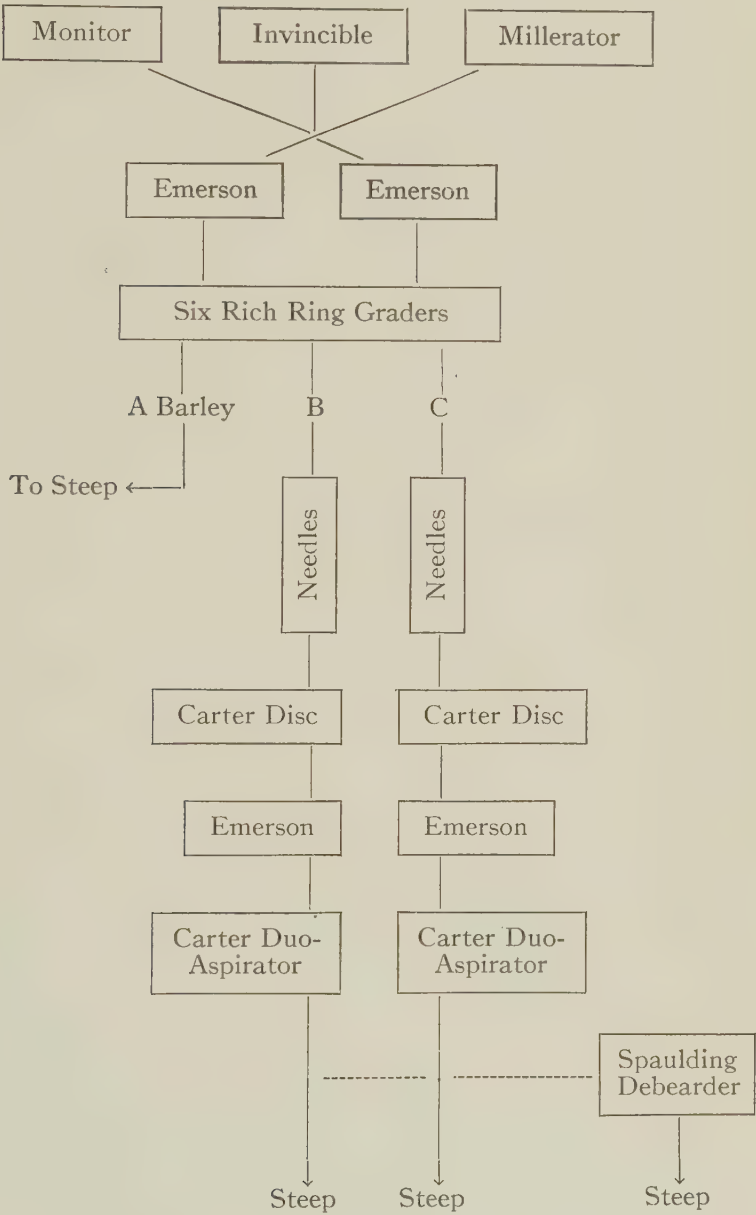 Monitor
Invincible
Millerator
Emerson
Emerson
Six Rich Ring Graders
A Barley
B
C
To Steep
Needles
Needles
Carter Disc
Carter Disc
Emerson
Emerson
Carter Duo-
Aspirator
Carter Duo-
Aspirator
Spaulding
Debearder
Steep
Steep
Steep